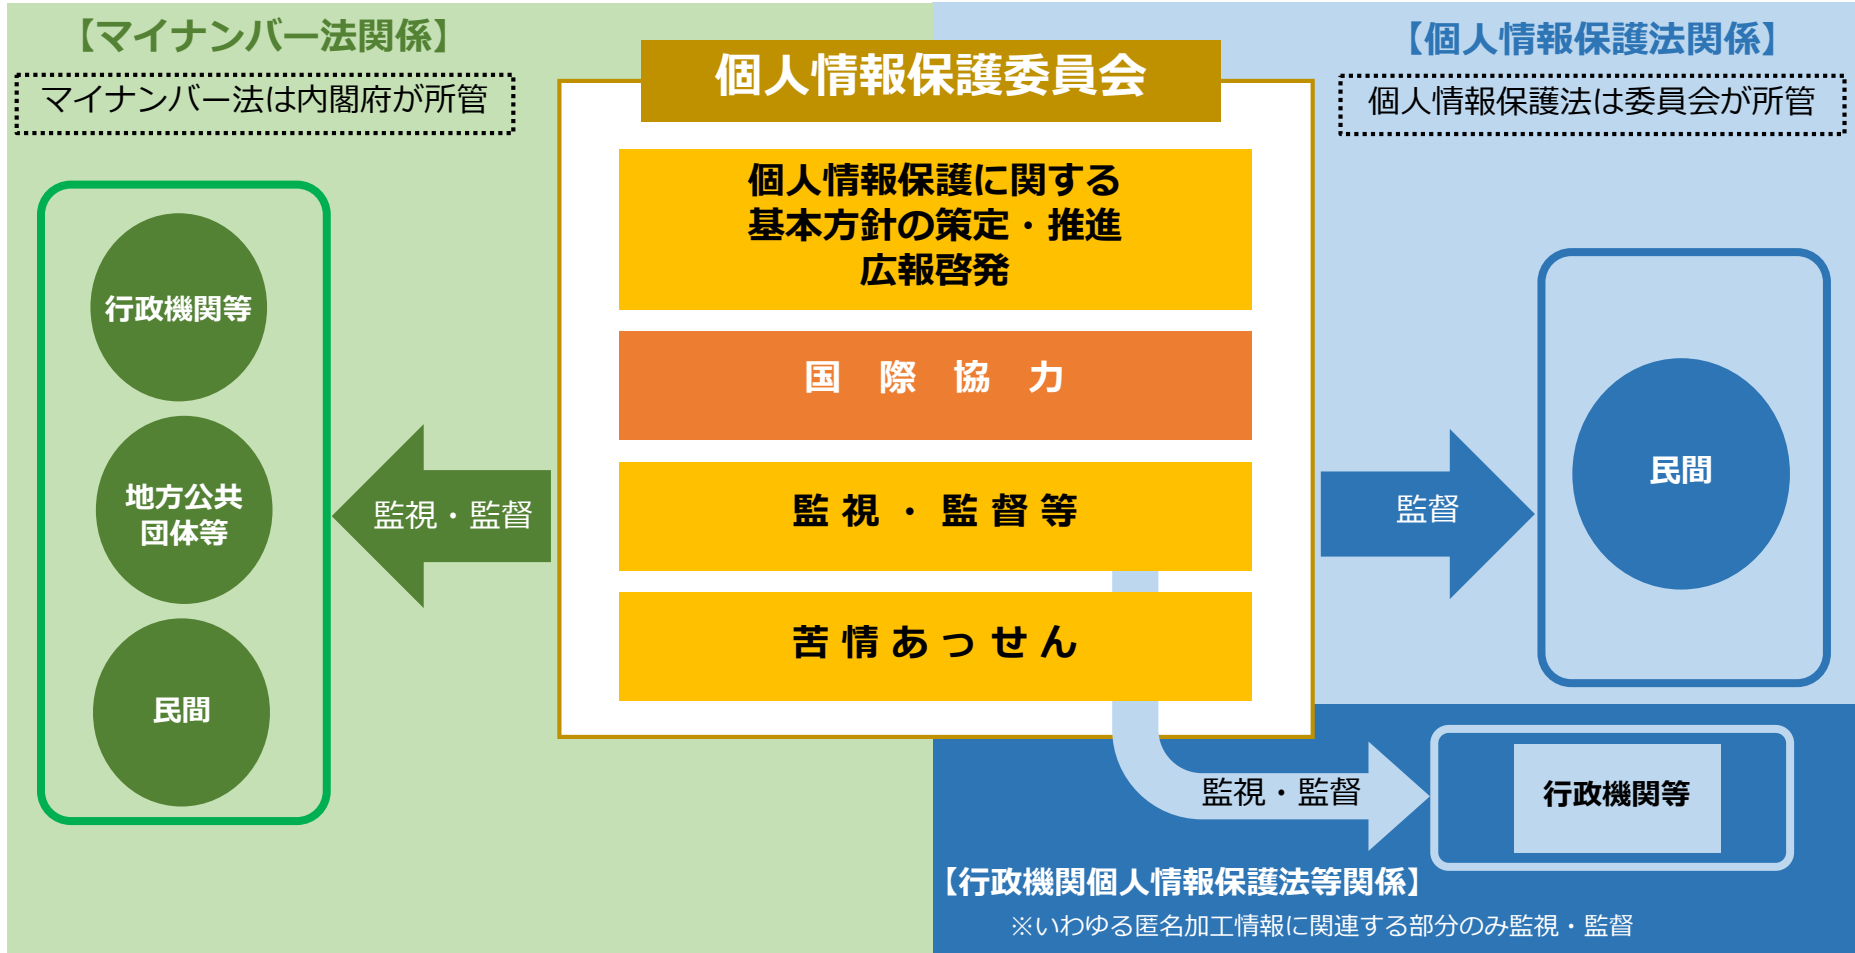 【マイナンバー法関係】
マイナンバー法は内閣府が所管
行政機関等
地方公共
団体等
民間
監視・監督
個人情報保護委員会
個人情報保護に関する
基本方針の策定・推進
広報啓発
国　際　協　力
監 視 ・ 監 督 等
苦 情 あ っ せ ん
【個人情報保護法関係】
個人情報保護法は委員会が所管
監督
民間
監視・監督
行政機関等
【行政機関個人情報保護法等関係】
※いわゆる匿名加工情報に関連する部分のみ監視・監督